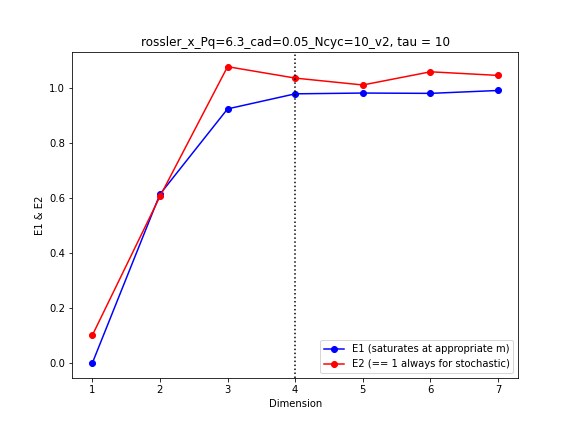 rossler_x_Pq=6.3_cad=0.05_Ncyc=10_v2, tau = 10
E1 & E2
1.0
0.8
0.6
0.4
0.2
0.0
E1 (saturates at appropriate m)
E2 (== 1 always for stochastic)
1 2 3 4 5 6 7
Dimension